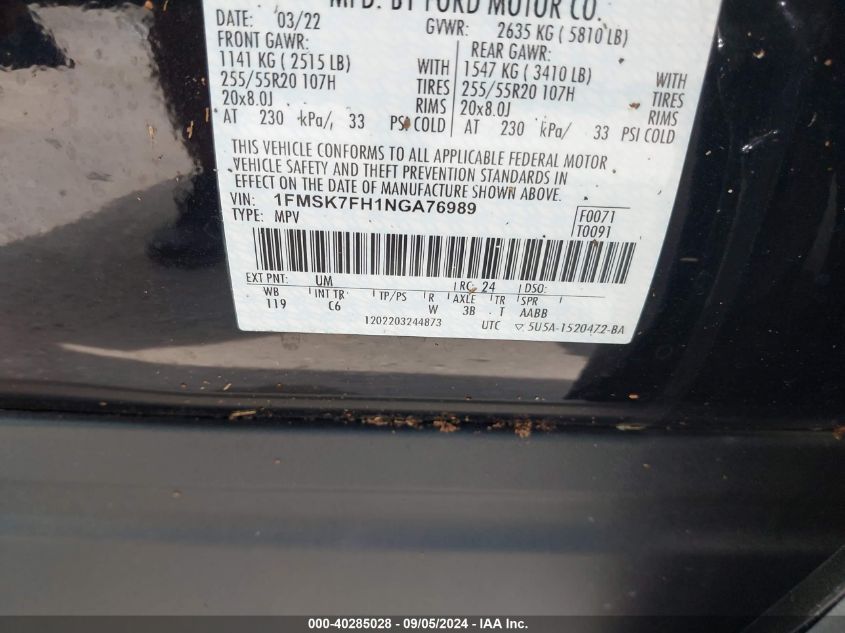 MFD. BY FORD MOTOR CO.
DATE: 03/22 GVWR: 2635 KG ( 5810 LB)
FRONT GAWR: REAR GAWR:
1141 KG ( 2515 LB) WITH 1547 KG ( 3410 LB) WITH
255/55R20 107H TIRES 255/55R20 107H TIRES
20x8.0J RIMS 20x8.0J RIMS
AT 230 kPa/ 33 PSI COLD AT 230 kPa/ 33 PSI COLD
THIS VEHICLE CONFORMS TO ALL APPLICABLE FEDERAL MOTOR
VEHICLE SAFETY AND THEFT PREVENTION STANDARDS IN
EFFECT ON THE DATE OF MANUFACTURE SHOWN ABOVE.
VIN: 1FMSK7FH1NGA76989 F0071
TYPE: MPV T0091
EXT PNT: UM RC: 24 DSO:
WB INT TR TP/PS R AXLE TR SPR
119 C6 W 3B T AABB
1202203244873 UTC ▽ 5U5A-1520472-BA
000-40285028 - 09/05/2024 - IAA Inc.